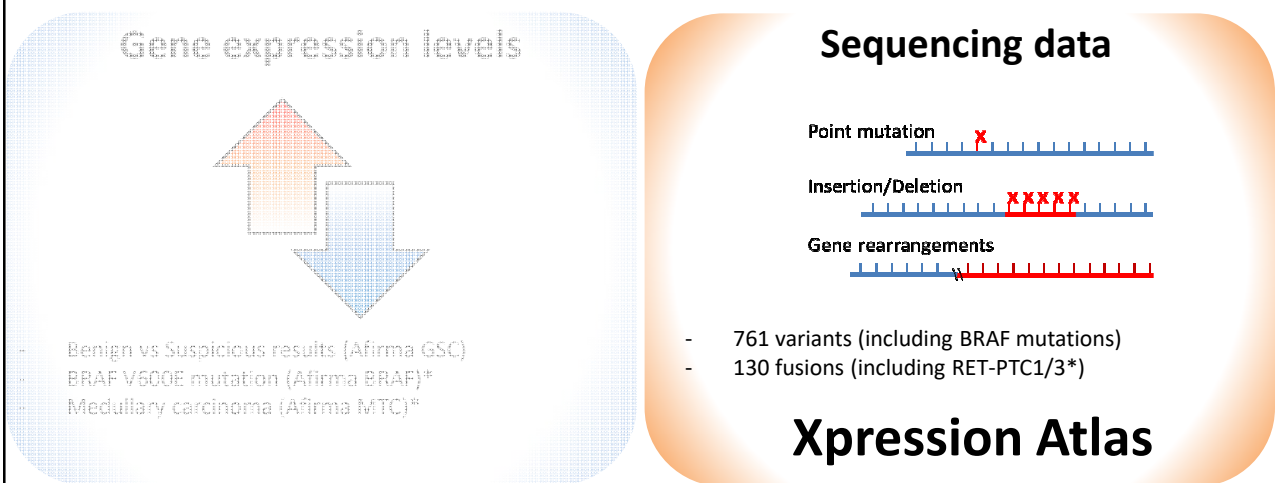 Gene expression levels
- Benign vs Suspicious results (Afirma GSC)
- BRAF V600E mutation (Afirma BRAF)*
- Medullary carcinoma (Afirma MTC)*
Sequencing data
Point mutation
X
Insertion/Deletion
XXXXX
Gene rearrangements
- 761 variants (including BRAF mutations)
- 130 fusions (including RET-PTC1/3*)
Xpression Atlas